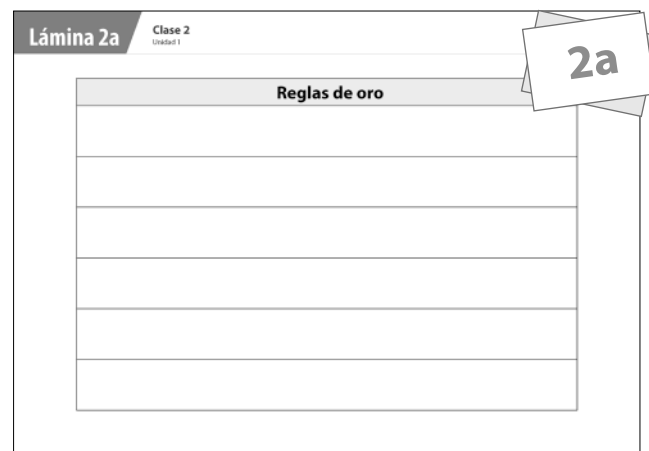 Lámina 2a
Clase 2
Unidad 1
2a
Reglas de oro